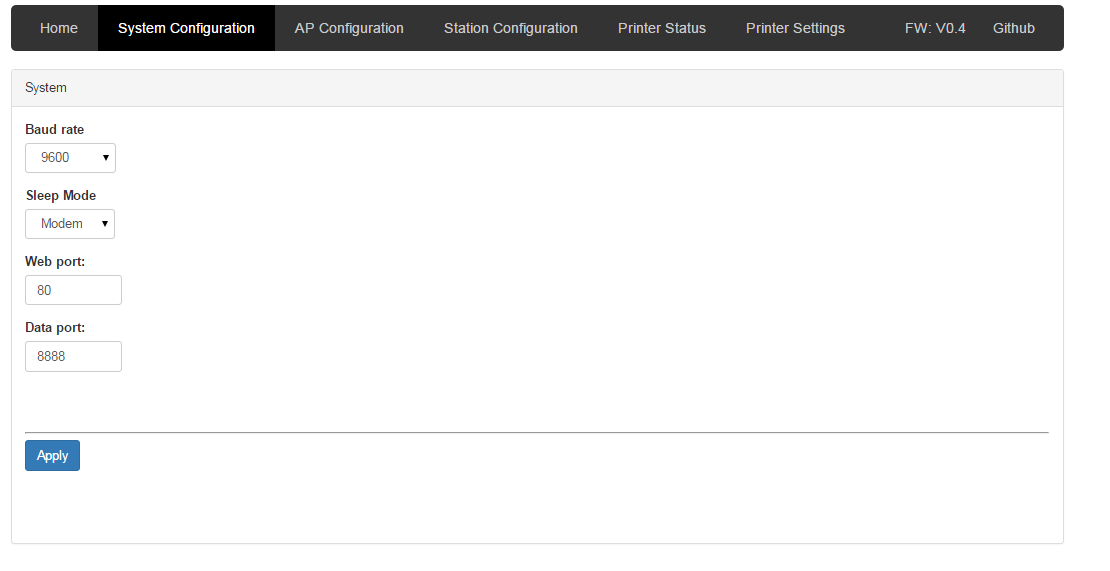 Home System Configuration AP Configuration Station Configuration Printer Status Printer Settings FW: V0.4 Github
System
Baud rate
9600
Sleep Mode
Modem
Web port:
80
Data port:
8888
Apply